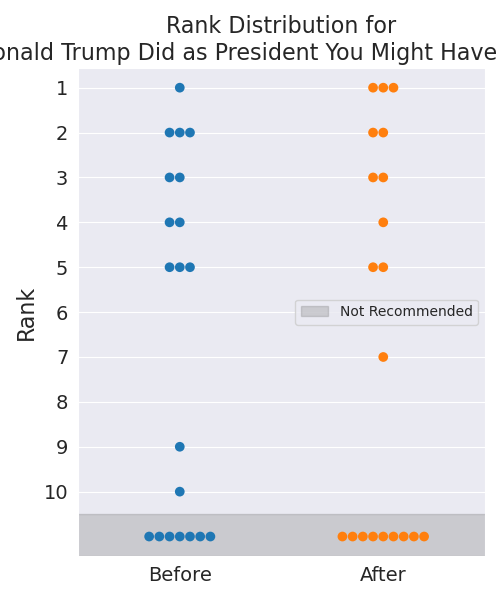 Rank Distribution for
onald Trump Did as President You Might Have
1
2
3
4
5
6
7
8
9
10
Rank
Not Recommended
Before
After